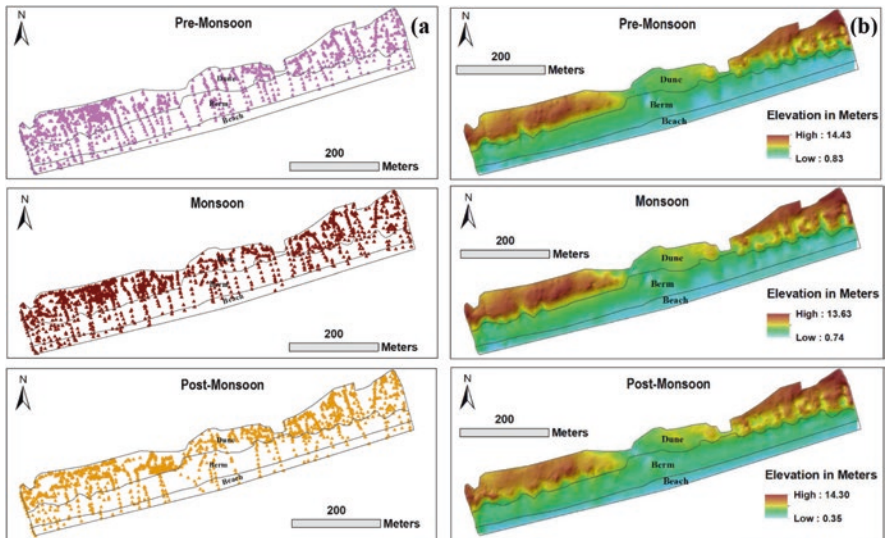 Pre-Monsoon
(a)
N
Dune
Berm
Beach
200
Meters
Monsoon
N
Berm
Beach
200
Meters
Post-Monsoon
N
Dune
Berm
Beach
200
Meters
Pre-Monsoon
(b)
N
200
Meters
Dune
Berm
Beach
Elevation in Meters
High : 14.43
Low : 0.83
Monsoon
N
200
Meters
Dune
Berm
Beach
Elevation in Meters
High : 13.63
Low : 0.74
Post-Monsoon
N
200
Meters
Dune
Berm
Beach
Elevation in Meters
High : 14.30
Low : 0.35